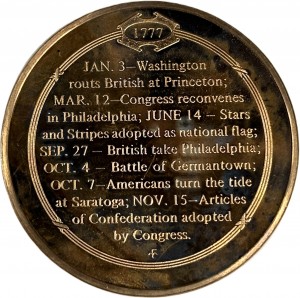 1777
JAN. 3—Washington
routs British at Princeton;
MAR. 12—Congress reconvenes
in Philadelphia; JUNE 14 — Stars
and Stripes adopted as national flag;
SEP. 27 — British take Philadelphia;
OCT. 4 — Battle of Germantown;
OCT. 7—Americans turn the tide
at Saratoga; NOV. 15—Articles
of Confederation adopted
by Congress.